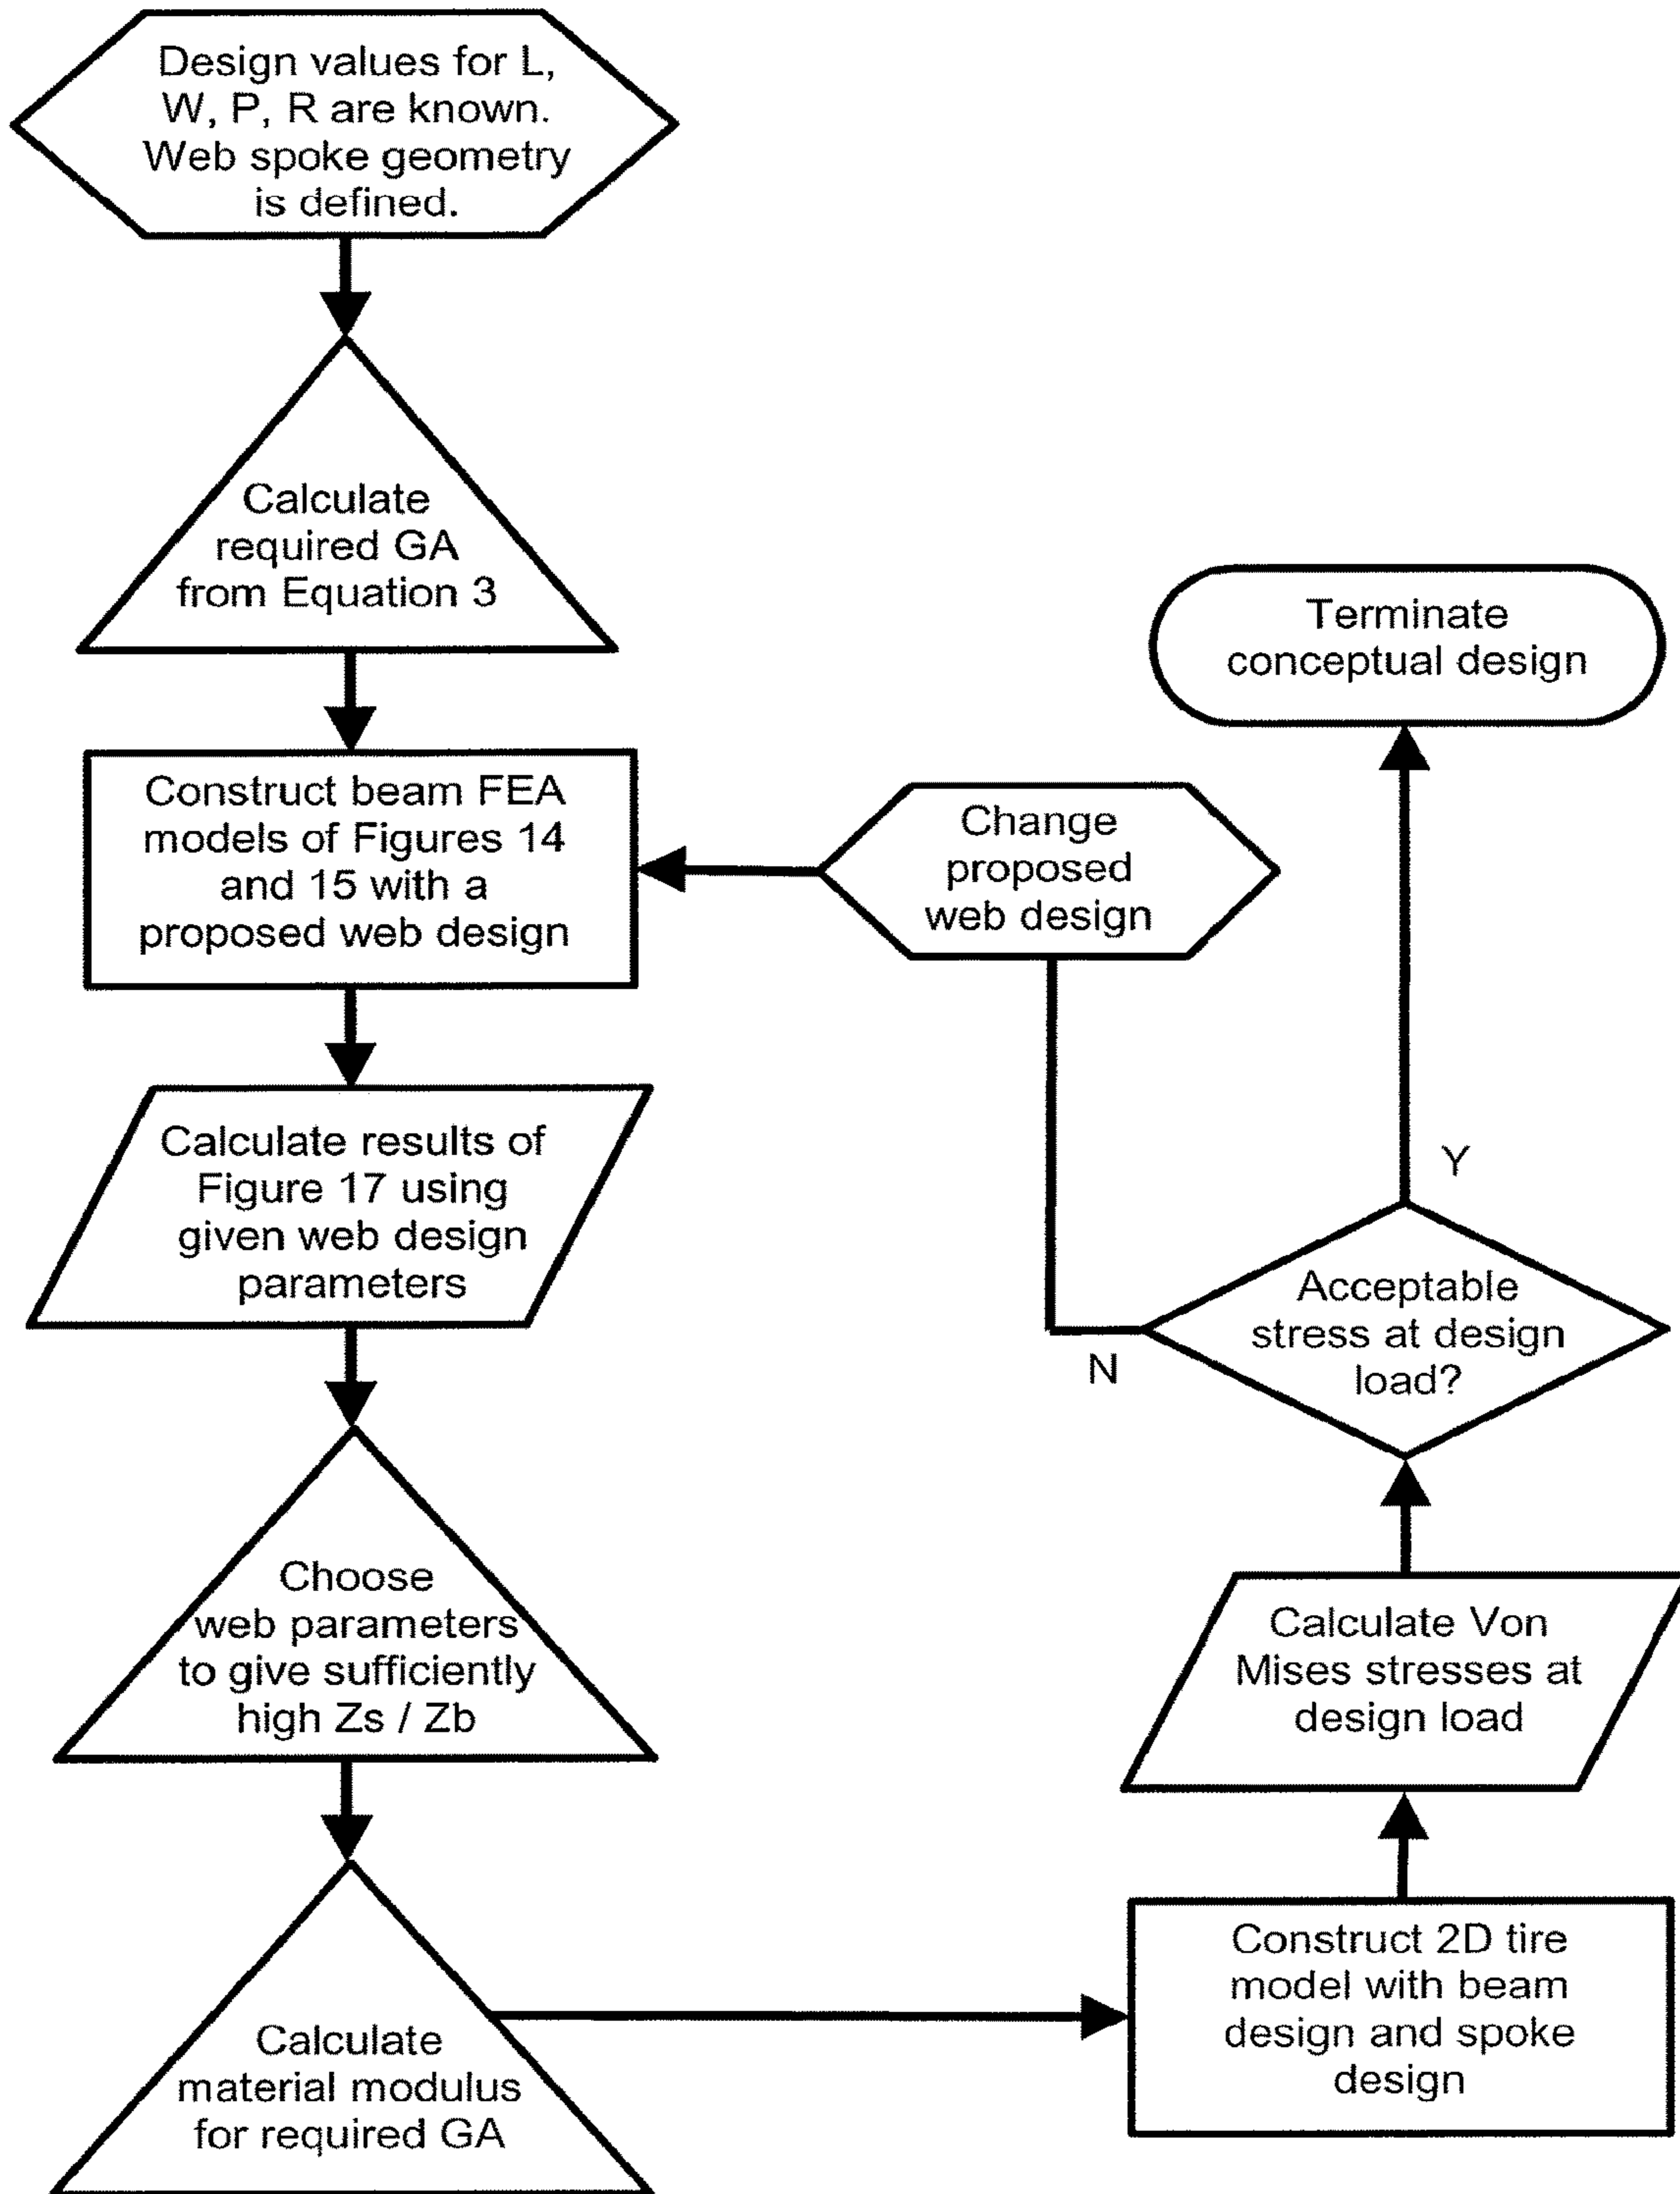 Design values for L,
W, P, R are known.
Web spoke geometry
is defined.
Calculate
required GA
from Equation 3
Construct beam FEA
models of Figures 14
and 15 with a
proposed web design
Calculate results of
Figure 17 using
given web design
parameters
Choose
web parameters
to give sufficiently
high Zs / Zb
Calculate
material modulus
for required GA
Construct 2D tire
model with beam
design and spoke
design
Calculate Von
Mises stresses at
design load
Acceptable
stress at design
load?
N
Y
Change
proposed
web design
Terminate
conceptual design